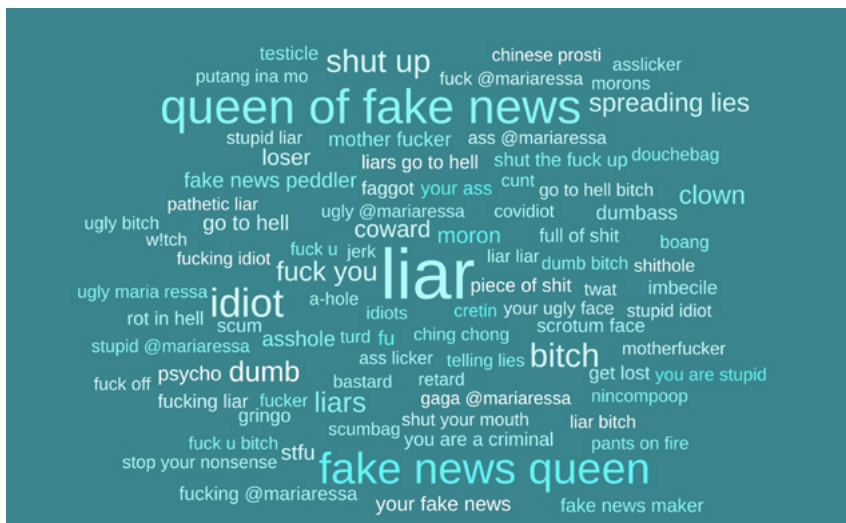 testicle shut up chinese prosti
putang ina mo fuck @mariaressa asslicker
morons
queen of fake news spreading lies
stupid liar mother fucker ass @mariaressa
loser liars go to hell shut the fuck up douchebag
fake news peddler faggot your ass cunt go to hell bitch clown
pathetic liar ugly @mariaressa covidiot dumbass
ugly bitch go to hell coward moron full of shit boang
w!tch
fucking idiot fuck u jerk liar liar dumb bitch shithole
fuck you liar piece of shit twat imbecile
ugly maria ressa idiot a-hole idiots cretin your ugly face stupid idiot
rot in hell scum scrotum face
stupid @mariaressa asshole turd fu ching chong motherfucker
ass licker telling lies bitch
fuck off psycho dumb bastard retard get lost you are stupid
fucking liar fucker liars gaga @mariaressa nincompoop
gringo shut your mouth liar bitch
scumbag you are a criminal pants on fire
fuck u bitch stfu
stop your nonsense fake news queen
fucking @mariaressa your fake news fake news maker